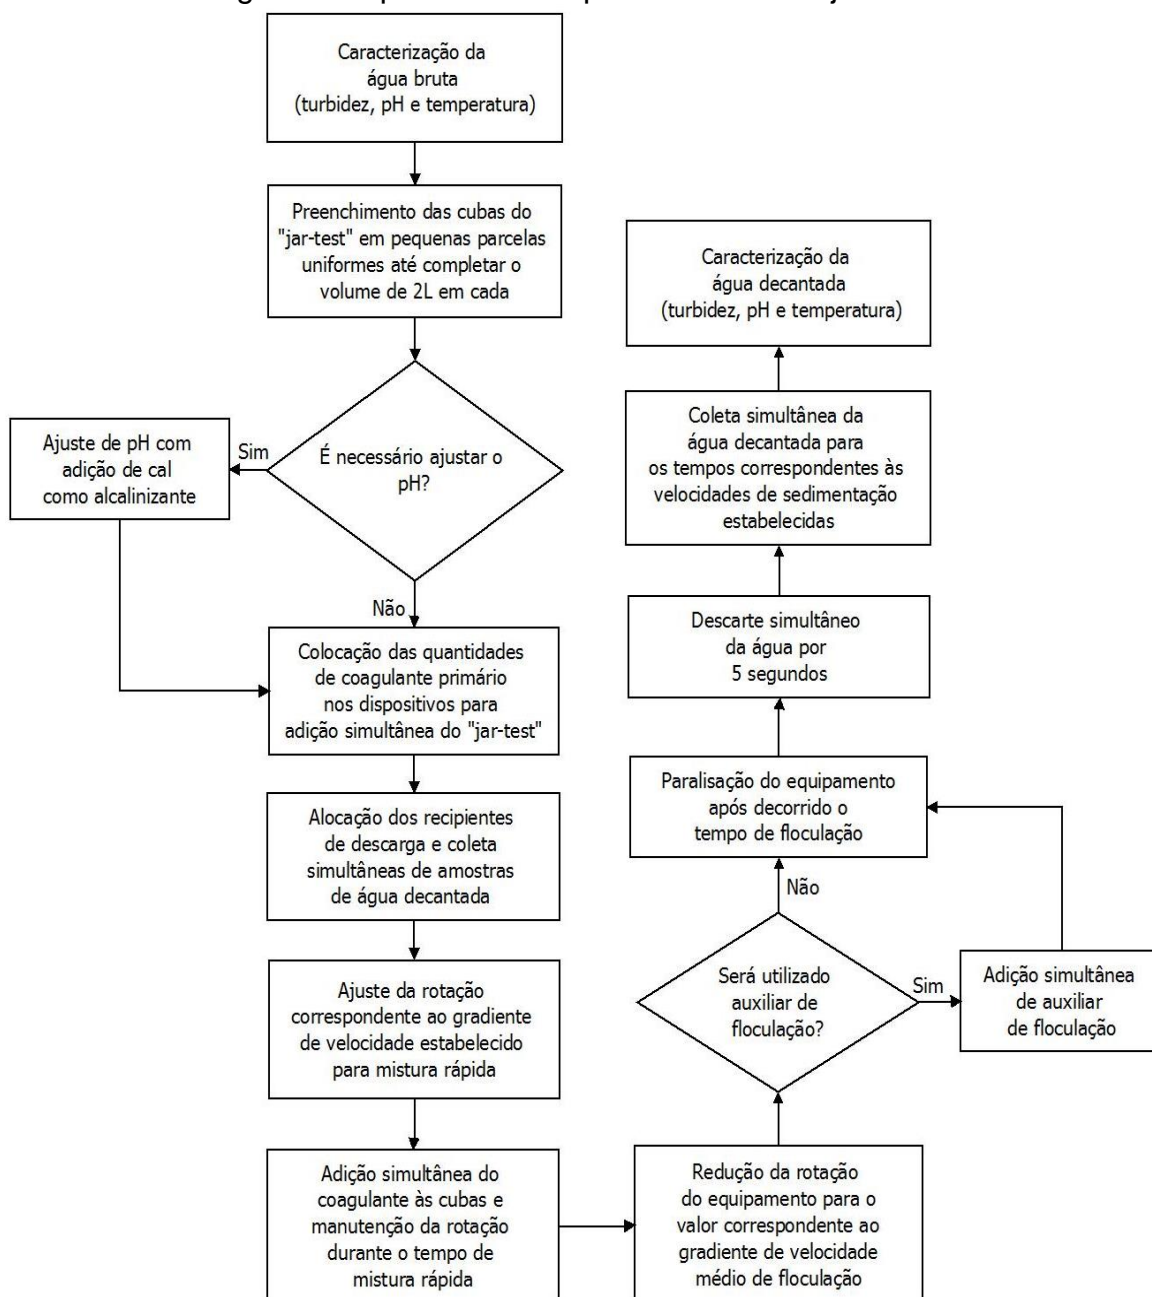 Caracterização da
água bruta
(turbidez, pH e temperatura)
Preenchimento das cubas do
"jar-test" em pequenas parcelas
uniformes até completar o
volume de 2L em cada
É necessário ajustar o
pH?
Sim
Ajuste de pH com
adição de cal
como alcalinizante
Não
Colocação das quantidades
de coagulante primário
nos dispositivos para
adição simultânea do "jar-test"
Alocação dos recipientes
de descarga e coleta
simultâneas de amostras
de água decantada
Ajuste da rotação
correspondente ao gradiente
de velocidade estabelecido
para mistura rápida
Adição simultânea do
coagulante às cubas e
manutenção da rotação
durante o tempo de
mistura rápida
Redução da rotação
do equipamento para o
valor correspondente ao
gradiente de velocidade
médio de floculação
Será utilizado
auxiliar de
floculação?
Sim
Adição simultânea
de auxiliar
de floculação
Não
Paralisação do equipamento
após decorrido o
tempo de floculação
Descarte simultâneo
da água por
5 segundos
Coleta simultânea da
água decantada para
os tempos correspondentes às
velocidades de sedimentação
estabelecidas
Caracterização da
água decantada
(turbidez, pH e temperatura)